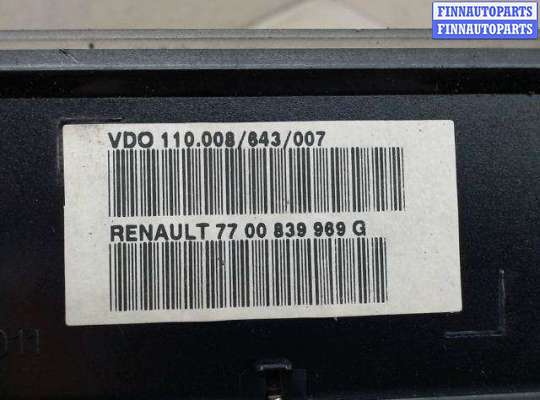 FINNAUTOPARTS
FINNAUTOPARTS
VDO 110.008/643/007
RENAULT 77 00 839 969 G